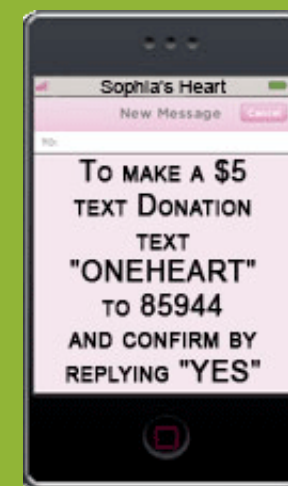 Sophia's Heart
New Message Cancel
TO:
TO MAKE A $5
TEXT DONATION
TEXT
"ONEHEART"
TO 85944
AND CONFIRM BY
REPLYING "YES"